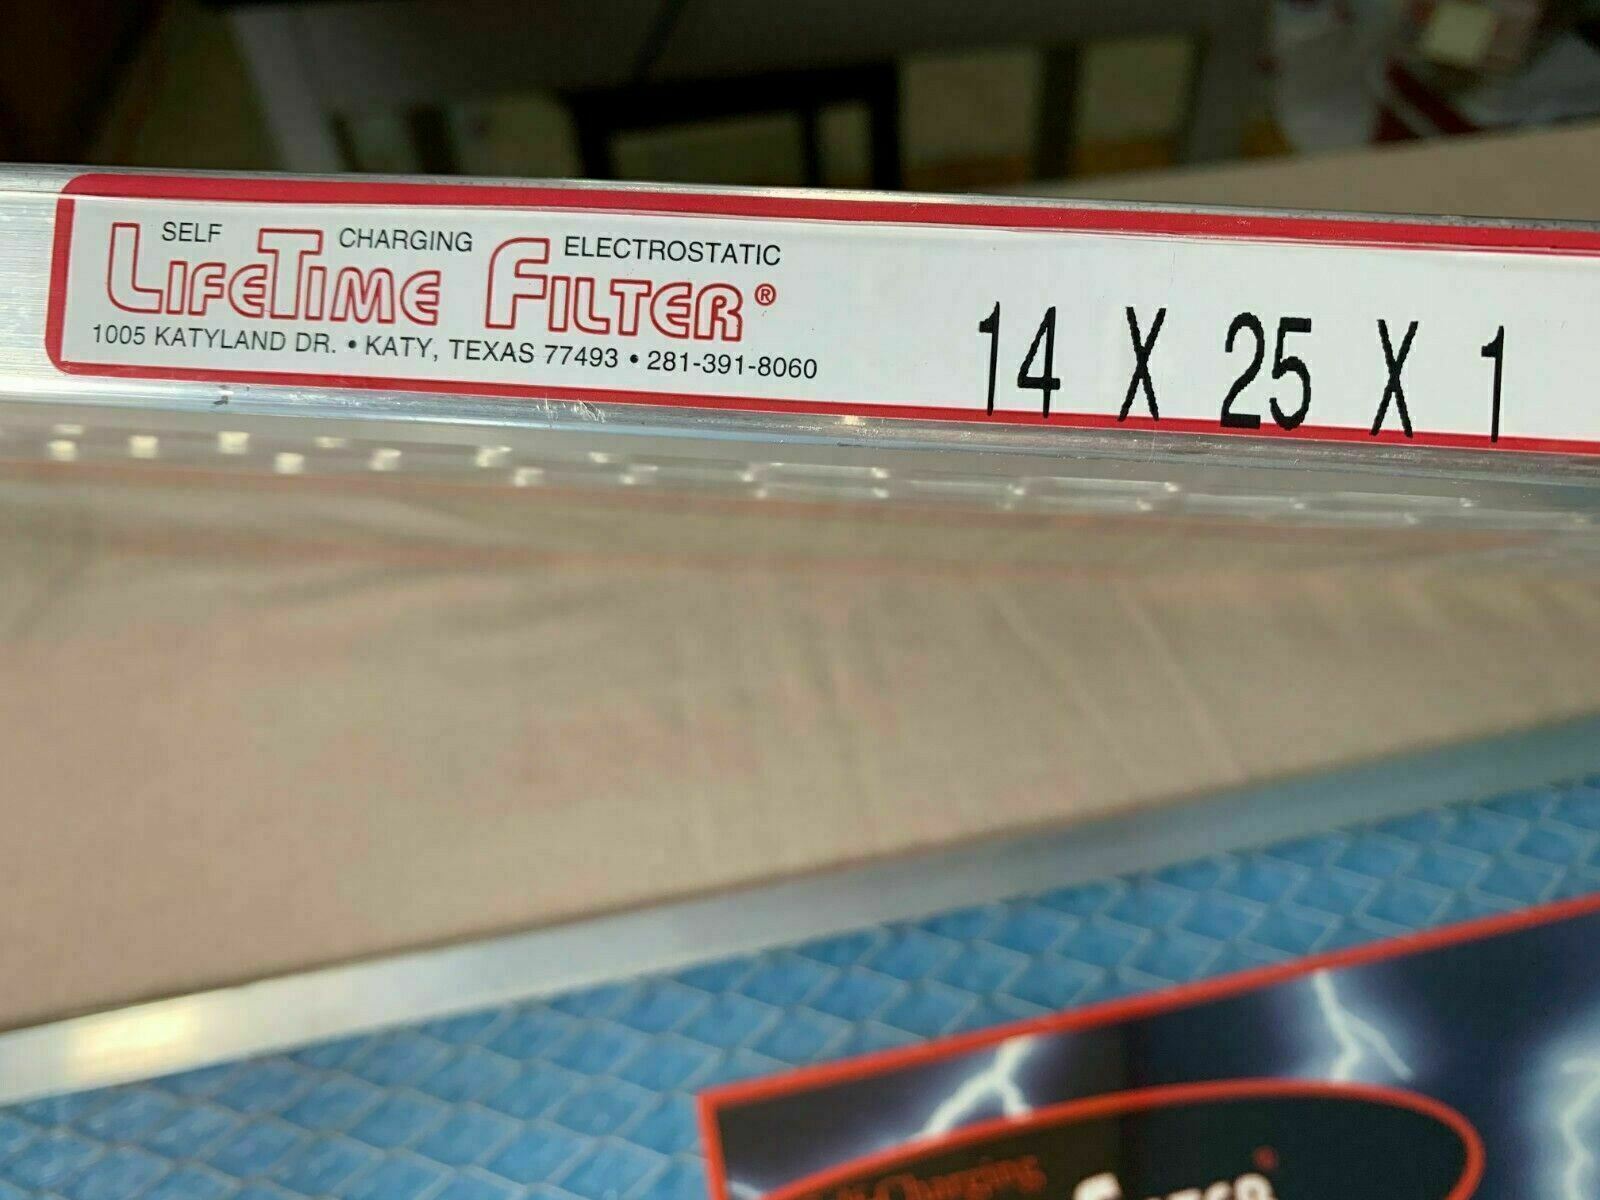 SELF CHARGING ELECTROSTATIC
LIFETIME FILTER®
1005 KATYLAND DR. • KATY, TEXAS 77493 • 281-391-8060
14 X 25 X 1